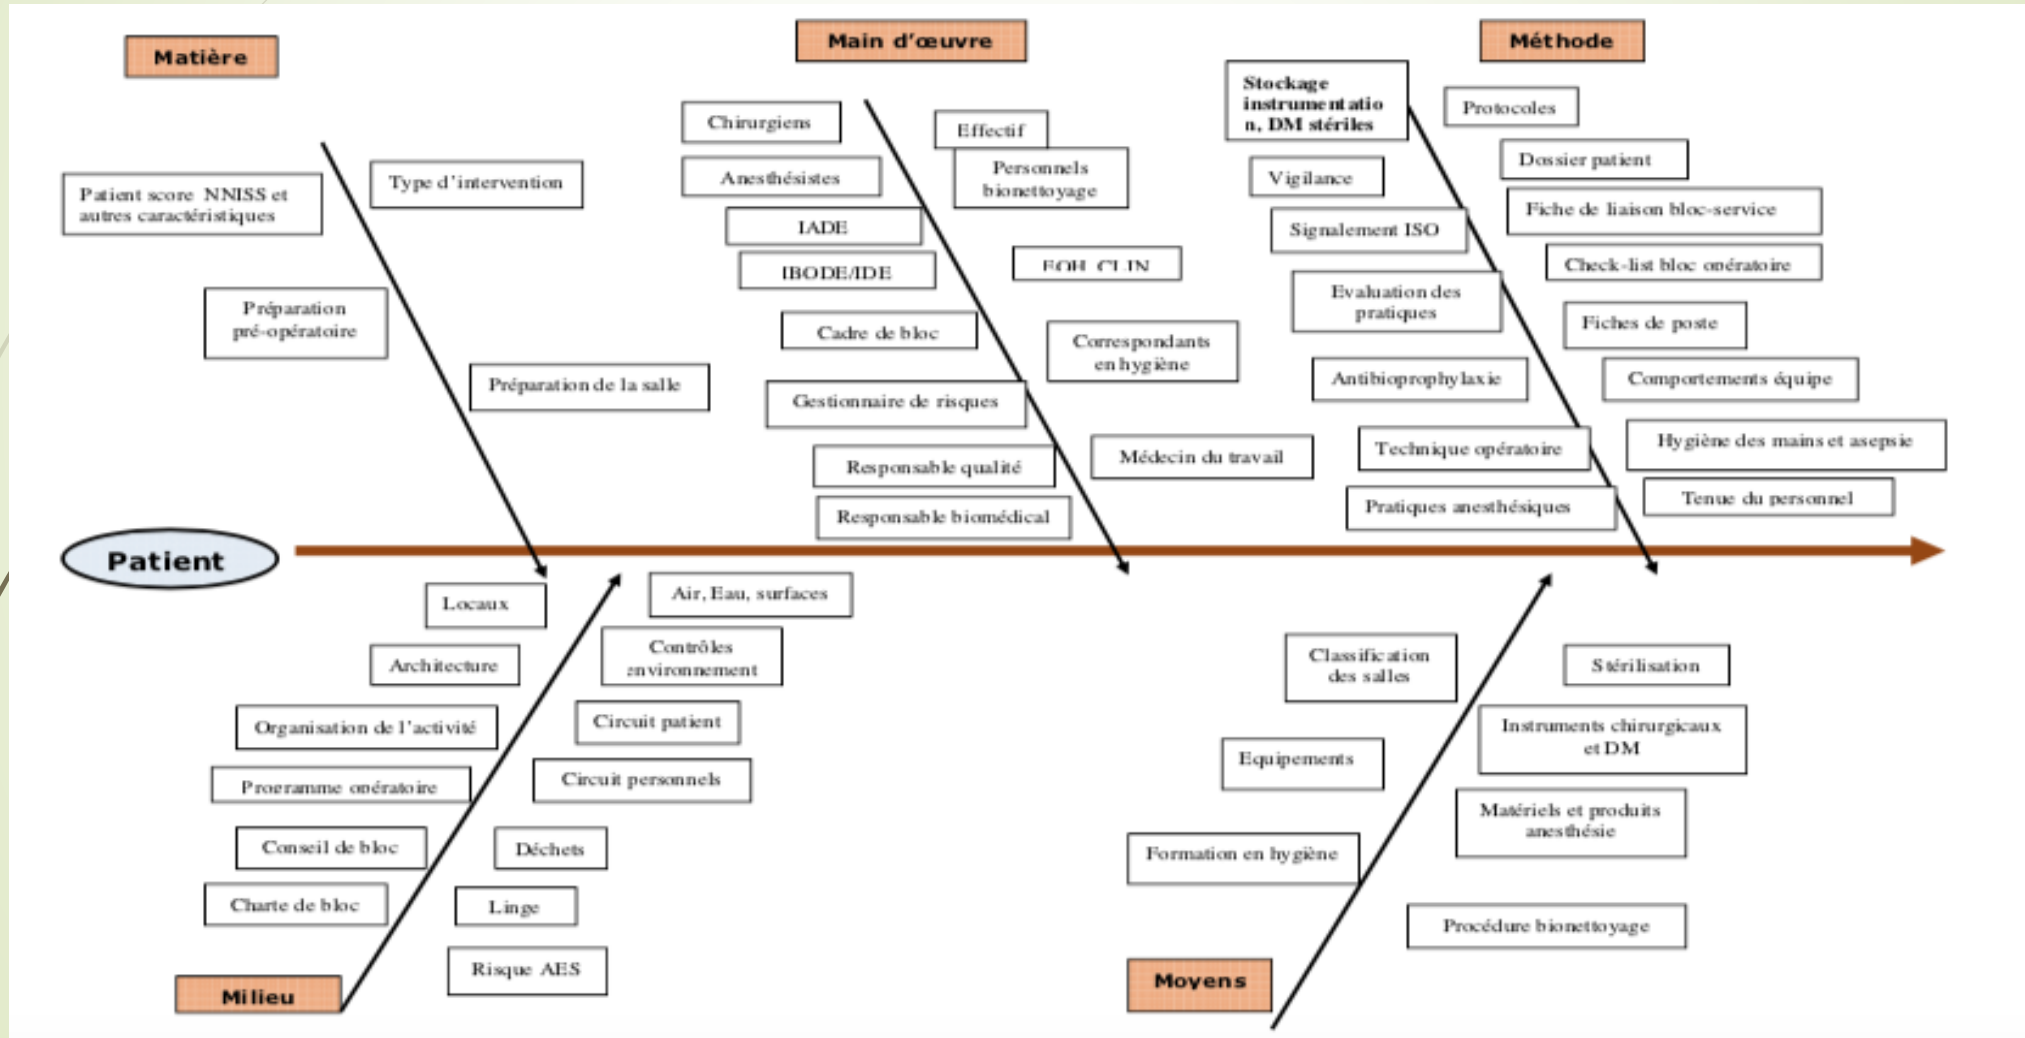 Matière
Main d'œuvre
Méthode
Patient score NNISS et
autres caractéristiques
Type d'intervention
Préparation
pré-opératoire
Préparation de la salle
Chirurgiens
Anesthésistes
IADE
IBODE/IDE
Cadre de bloc
Gestionnaire de risques
Responsable qualité
Responsable biomédical
Effectif
Personnels
bionettoyage
EOH CLIN
Correspondants
en hygiène
Médecin du travail
Stockage
instrumentatio
n, DM stériles
Vigilance
Signalement ISO
Evaluation des
pratiques
Antibioprophylaxie
Technique opératoire
Pratiques anesthésiques
Protocoles
Dossier patient
Fiche de liaison bloc-service
Check-list bloc opératoire
Fiches de poste
Comportements équipe
Hygiène des mains et asepsie
Tenue du personnel
Patient
Locaux
Architecture
Organisation de l'activité
Programme opératoire
Conseil de bloc
Charte de bloc
Air, Eau, surfaces
Contrôles
environnement
Circuit patient
Circuit personnels
Déchets
Linge
Risque AES
Milieu
Classification
des salles
Equipements
Formation en hygiène
Stérilisation
Instruments chirurgicaux
et DM
Matériels et produits
anesthésie
Procédure bionettoyage
Moyens